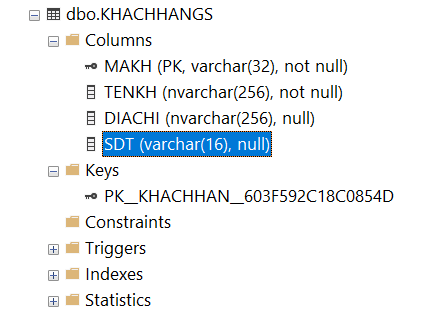 dbo.KHACHHANGS
Columns
MAKH (PK, varchar(32), not null)
TENKH (nvarchar(256), not null)
DIACHI (nvarchar(256), null)
SDT (varchar(16), null)
Keys
PK__KHACHHAN__603F592C18C0854D
Constraints
Triggers
Indexes
Statistics